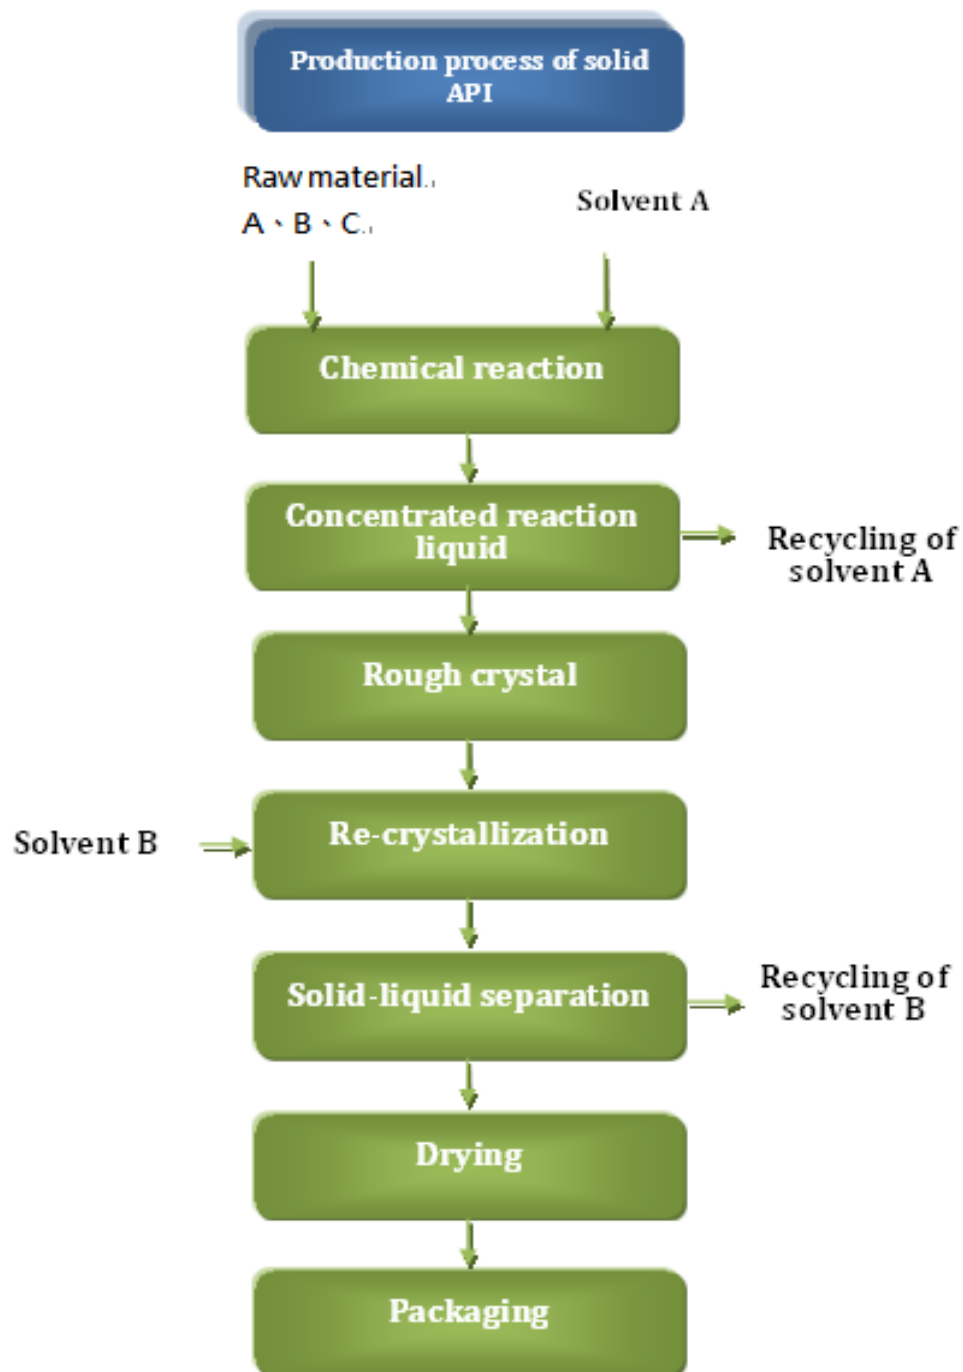 Production process of solid
API
Raw material
A、B、C
Solvent A
Chemical reaction
Concentrated reaction
liquid
Recycling of
solvent A
Rough crystal
Solvent B
Re-crystallization
Solid-liquid separation
Recycling of
solvent B
Drying
Packaging